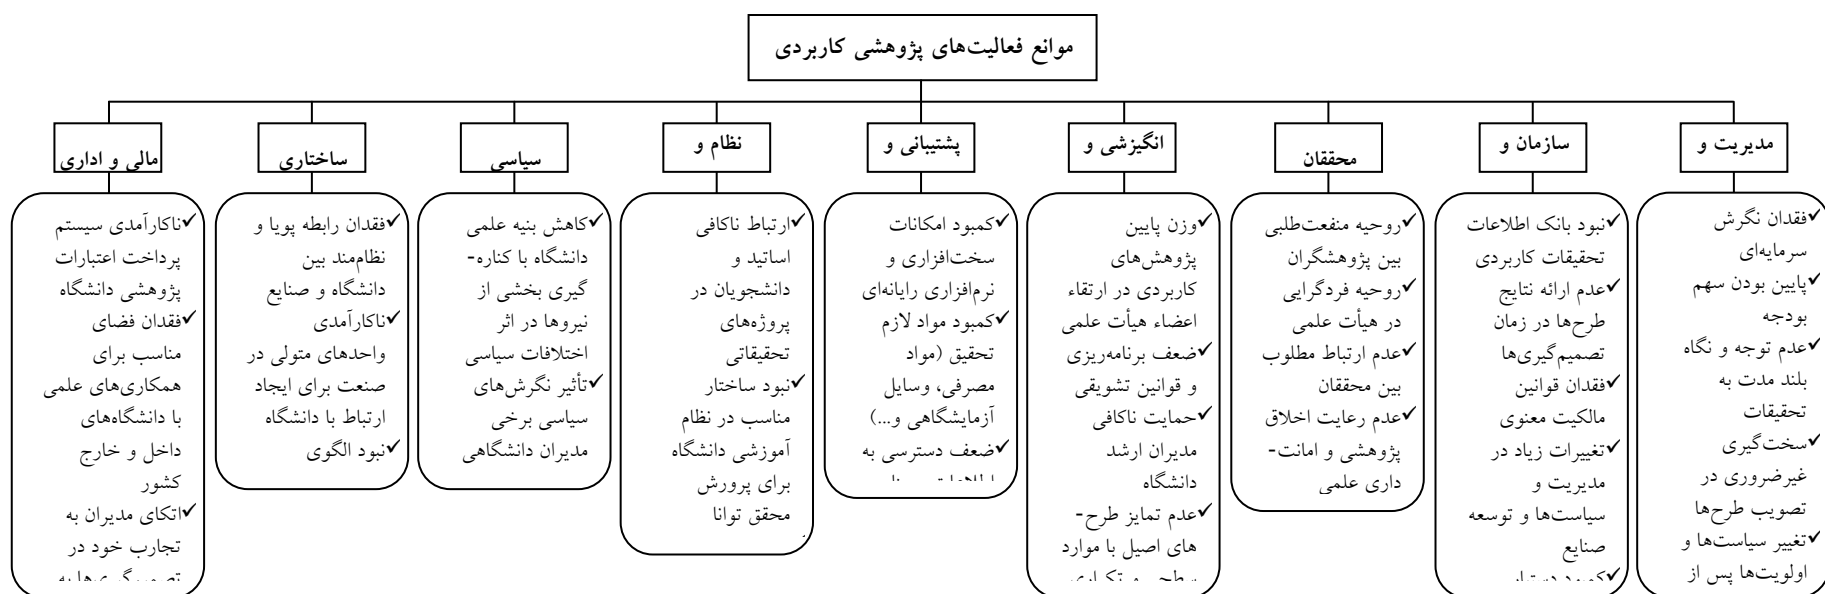 موانع فعالیت‌های پژوهشی کاربردی
مدیریت و
سازمان و
محققان
انگیزشی و
پشتیبانی و
نظام و
سیاسی
ساختاری
مالی و اداری
✓فقدان نگرش
سرمایه‌ای
✓پایین بودن سهم
بودجه
✓عدم توجه و نگاه
بلند مدت به
تحقیقات
✓سخت‌گیری
غیرضروری در
تصویب طرح‌ها
✓تغییر سیاست‌ها و
اولویت‌ها پس از
✓نبود بانک اطلاعات
تحقیقات کاربردی
✓عدم ارائه نتایج
طرح‌ها در زمان
تصمیم‌گیری‌ها
✓فقدان قوانین
مالکیت معنوی
✓تغییرات زیاد در
مدیریت و
سیاست‌ها و توسعه
صنایع
✓کمبود
✓روحیه منفعت‌طلبی
بین پژوهشگران
✓روحیه فردگرایی
در هیأت علمی
✓عدم ارتباط مطلوب
بین محققان
✓عدم رعایت اخلاق
پژوهشی و امانت-
داری علمی
✓وزن پایین
پژوهش‌های
کاربردی در ارتقاء
اعضاء هیأت علمی
✓ضعف برنامه‌ریزی
و قوانین تشویقی
✓حمایت ناکافی
مدیران ارشد
دانشگاه
✓عدم تمایز طرح-
های اصیل با موارد
سطحی و تکراری
✓کمبود امکانات
سخت‌افزاری و
نرم‌افزاری رایانه‌ای
✓کمبود مواد لازم
تحقیق (مواد
مصرفی، وسایل
آزمایشگاهی و...)
✓ضعف دسترسی به
✓ارتباط ناکافی
اساتید و
دانشجویان در
پروژه‌های
تحقیقاتی
✓نبود ساختار
مناسب در نظام
آموزشی دانشگاه
برای پرورش
محقق توانا
✓کاهش بنیه علمی
دانشگاه با کناره-
گیری بخشی از
نیروها در اثر
اختلافات سیاسی
✓تأثیر نگرش‌های
سیاسی برخی
مدیران دانشگاهی
✓فقدان رابطه پویا و
نظام‌مند بین
دانشگاه و صنایع
✓ناکارآمدی
واحدهای متولی در
صنعت برای ایجاد
ارتباط با دانشگاه
✓نبود الگوی
✓ناکارآمدی سیستم
پرداخت اعتبارات
پژوهشی دانشگاه
✓فقدان فضای
مناسب برای
همکاری‌های علمی
با دانشگاه‌های
داخل و خارج
کشور
✓اتکای مدیران به
تجارب خود در
تصمیم‌گیری‌ها به